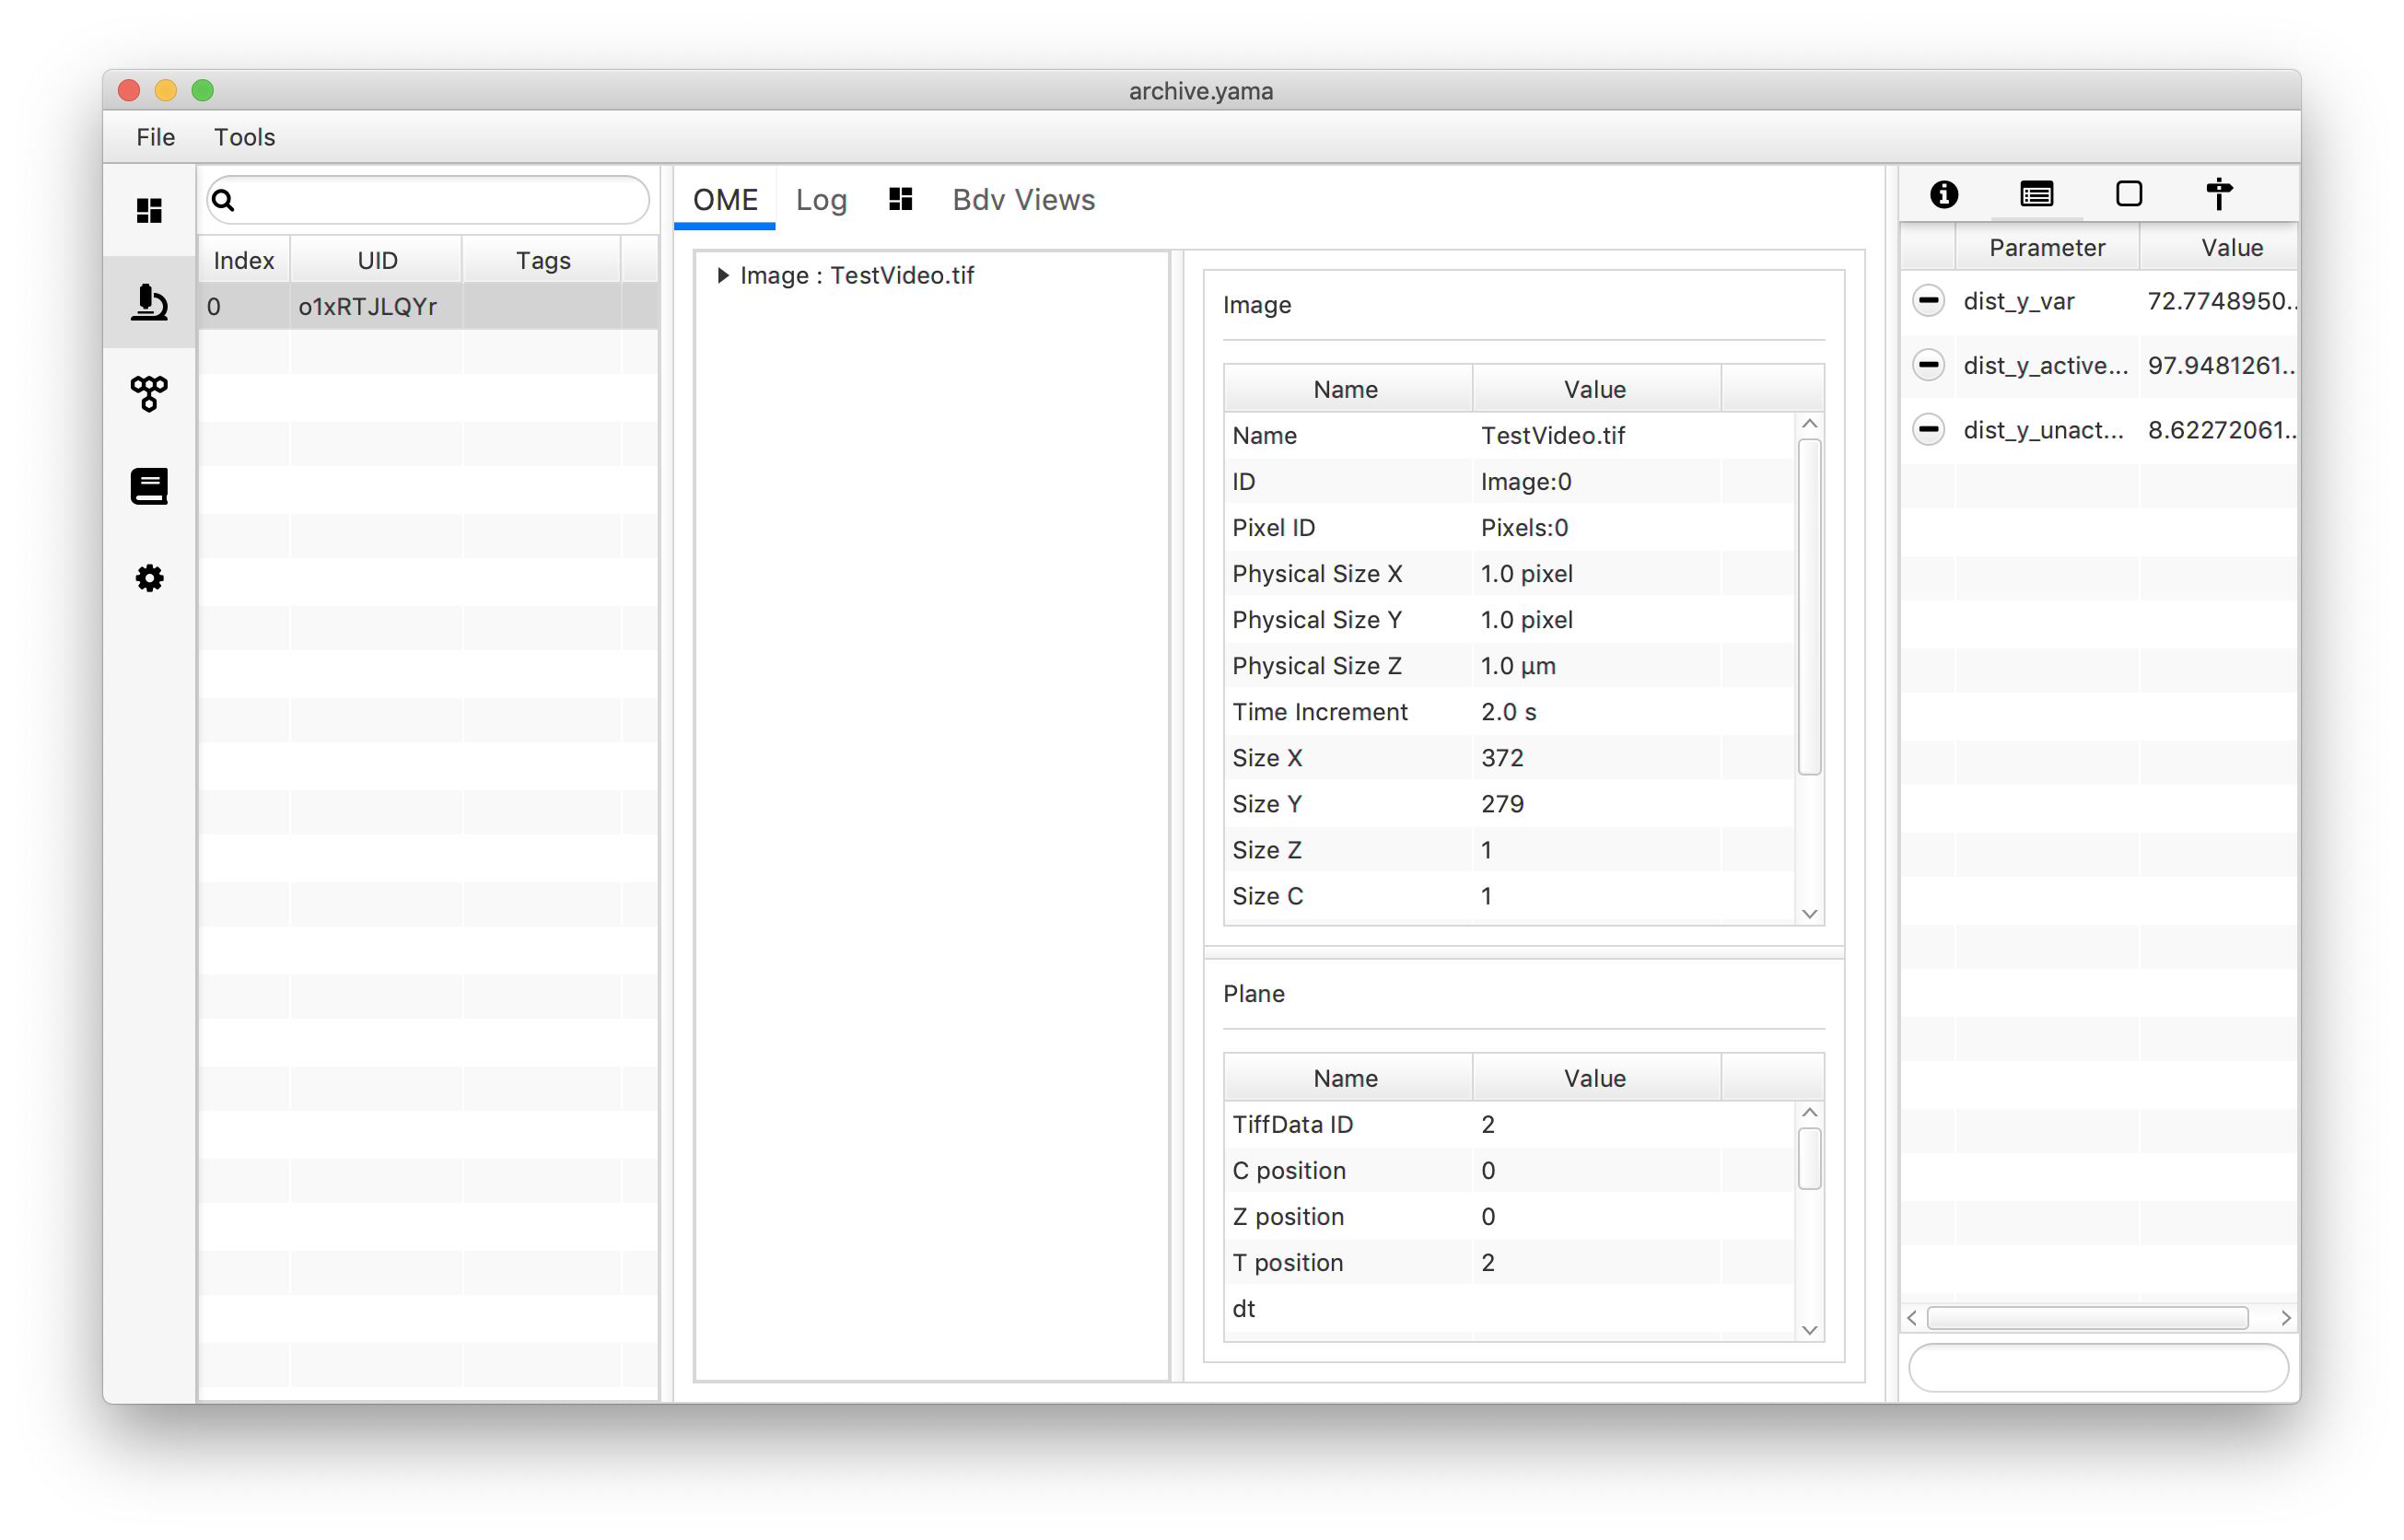 archive.yama
File Tools
Index UID Tags
0 o1xRTJLQYr
OME Log Bdv Views
Image : TestVideo.tif
Image
Name Value
Name TestVideo.tif
ID Image:0
Pixel ID Pixels:0
Physical Size X 1.0 pixel
Physical Size Y 1.0 pixel
Physical Size Z 1.0 µm
Time Increment 2.0 s
Size X 372
Size Y 279
Size Z 1
Size C 1
Plane
Name Value
TiffData ID 2
C position 0
Z position 0
T position 2
dt
Parameter Value
dist_y_var 72.7748950..
dist_y_active... 97.9481261..
dist_y_unact... 8.62272061..